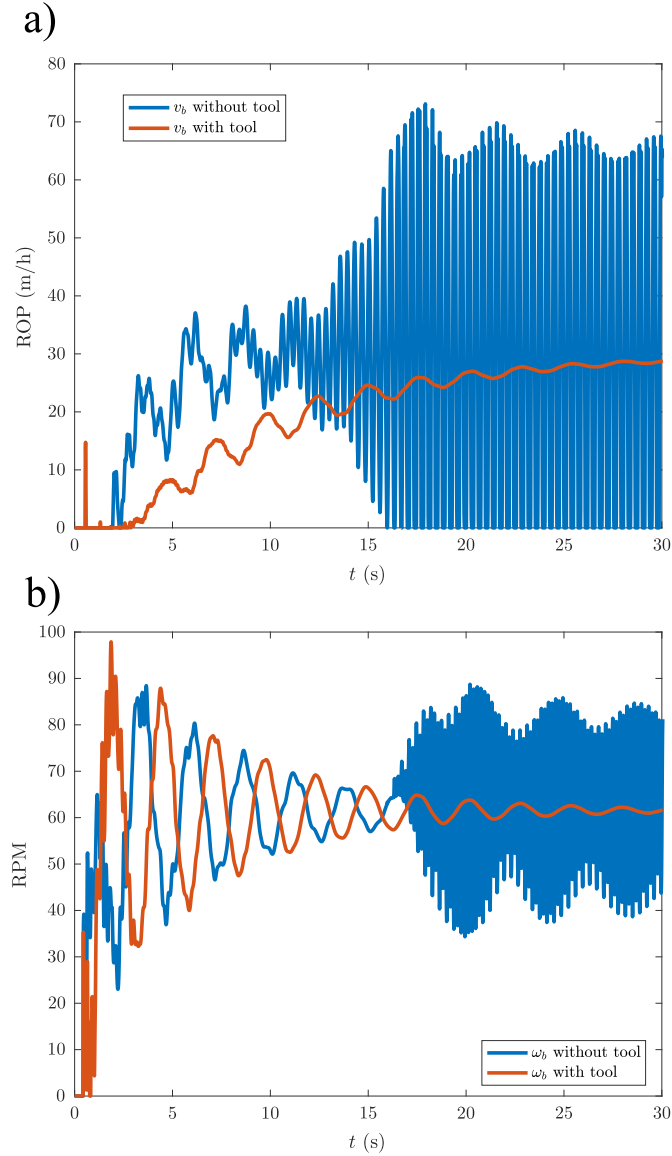 a)
80
70
60
50
40
30
20
10
0
ROP (m/h)
v_b without tool
v_b with tool
0 5 10 15 20 25 30
t (s)
b)
100
90
80
70
60
50
40
30
20
10
0
RPM
ω_b without tool
ω_b with tool
0 5 10 15 20 25 30
t (s)